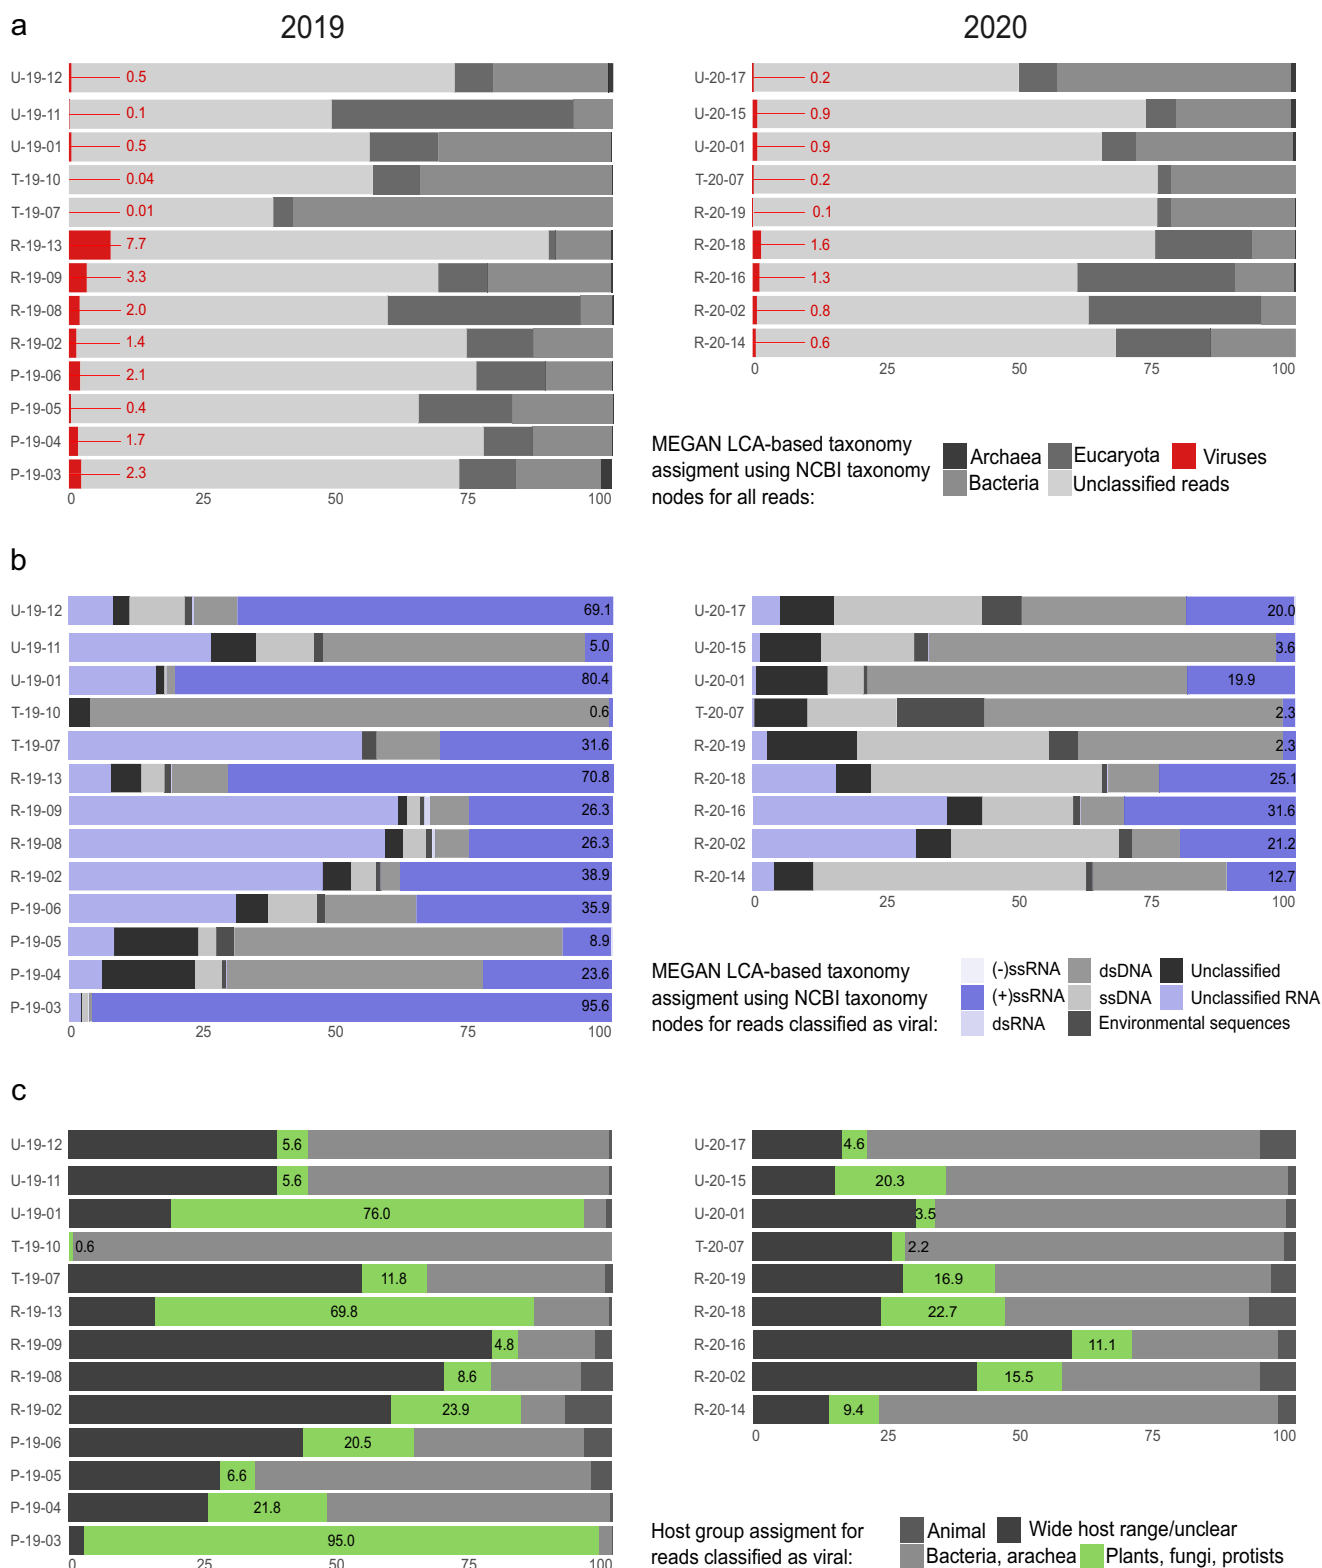 a
2019
2020
U-19-12 0.5
U-19-11 0.1
U-19-01 0.5
T-19-10 0.04
T-19-07 0.01
R-19-13 7.7
R-19-09 3.3
R-19-08 2.0
R-19-02 1.4
P-19-06 2.1
P-19-05 0.4
P-19-04 1.7
P-19-03 2.3
0 25 50 75 100
U-20-17 0.2
U-20-15 0.9
U-20-01 0.9
T-20-07 0.2
R-20-19 0.1
R-20-18 1.6
R-20-16 1.3
R-20-02 0.8
R-20-14 0.6
0 25 50 75 100
MEGAN LCA-based taxonomy
assigment using NCBI taxonomy
nodes for all reads:
Archaea Eucaryota Viruses
Bacteria Unclassified reads
b
U-19-12 69.1
U-19-11 5.0
U-19-01 80.4
T-19-10 0.6
T-19-07 31.6
R-19-13 70.8
R-19-09 26.3
R-19-08 26.3
R-19-02 38.9
P-19-06 35.9
P-19-05 8.9
P-19-04 23.6
P-19-03 95.6
0 25 50 75 100
U-20-17 20.0
U-20-15 3.6
U-20-01 19.9
T-20-07 2.3
R-20-19 2.3
R-20-18 25.1
R-20-16 31.6
R-20-02 21.2
R-20-14 12.7
0 25 50 75 100
MEGAN LCA-based taxonomy
assigment using NCBI taxonomy
nodes for reads classified as viral:
(-)ssRNA dsDNA Unclassified
(+)ssRNA ssDNA Unclassified RNA
dsRNA Environmental sequences
c
U-19-12 5.6
U-19-11 5.6
U-19-01 76.0
T-19-10 0.6
T-19-07 11.8
R-19-13 69.8
R-19-09 4.8
R-19-08 8.6
R-19-02 23.9
P-19-06 20.5
P-19-05 6.6
P-19-04 21.8
P-19-03 95.0
0 25 50 75 100
U-20-17 4.6
U-20-15 20.3
U-20-01 3.5
T-20-07 2.2
R-20-19 16.9
R-20-18 22.7
R-20-16 11.1
R-20-02 15.5
R-20-14 9.4
0 25 50 75 100
Host group assigment for
reads classified as viral:
Animal Wide host range/unclear
Bacteria, arachea Plants, fungi, protists